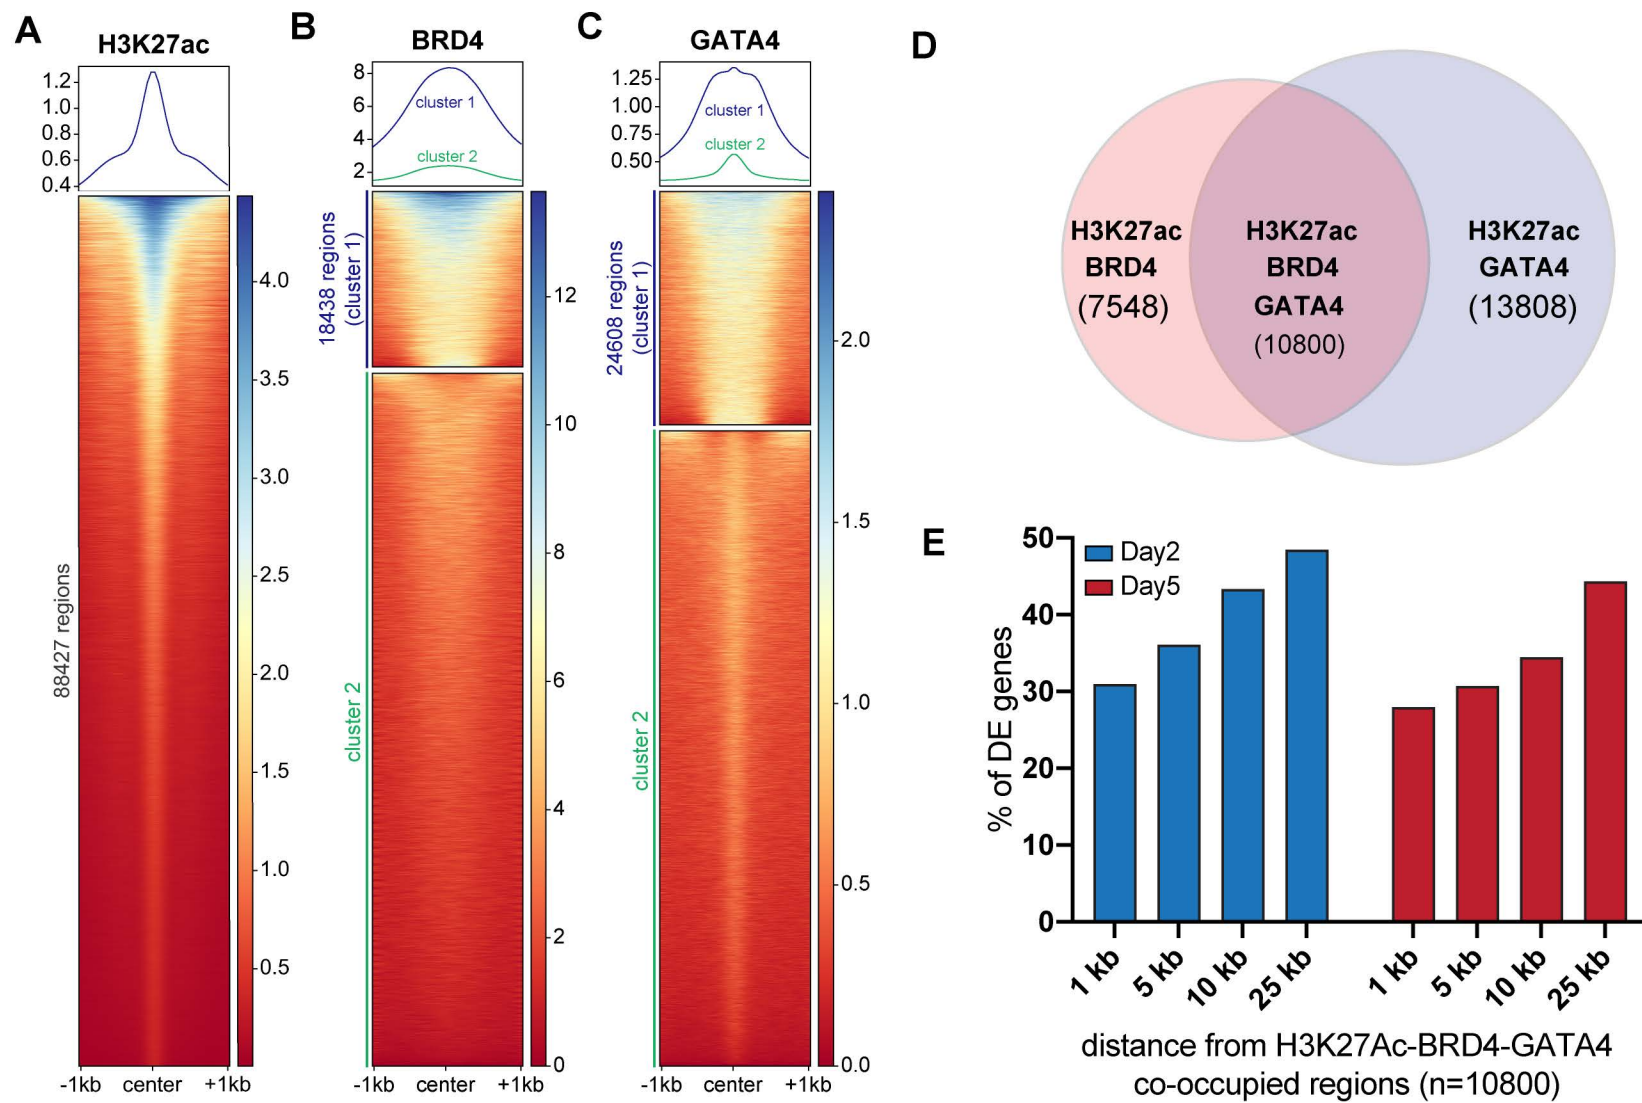 A
H3K27ac
1.2
1.0
0.8
0.6
0.4
88427 regions
4.0
3.5
3.0
2.5
2.0
1.5
1.0
0.5
-1kb center +1kb
B
BRD4
8
6
4
2
cluster 1
cluster 2
18438 regions
(cluster 1)
cluster 2
12
10
8
6
4
2
0
-1kb center +1kb
C
GATA4
1.25
1.00
0.75
0.50
cluster 1
cluster 2
24608 regions
(cluster 1)
cluster 2
2.0
1.5
1.0
0.5
0.0
-1kb center +1kb
D
H3K27ac
BRD4
(7548)
H3K27ac
BRD4
GATA4
(10800)
H3K27ac
GATA4
(13808)
E
% of DE genes
50
40
30
20
10
0
Day2
Day5
1 kb 5 kb 10 kb 25 kb 1 kb 5 kb 10 kb 25 kb
distance from H3K27Ac-BRD4-GATA4
co-occupied regions (n=10800)